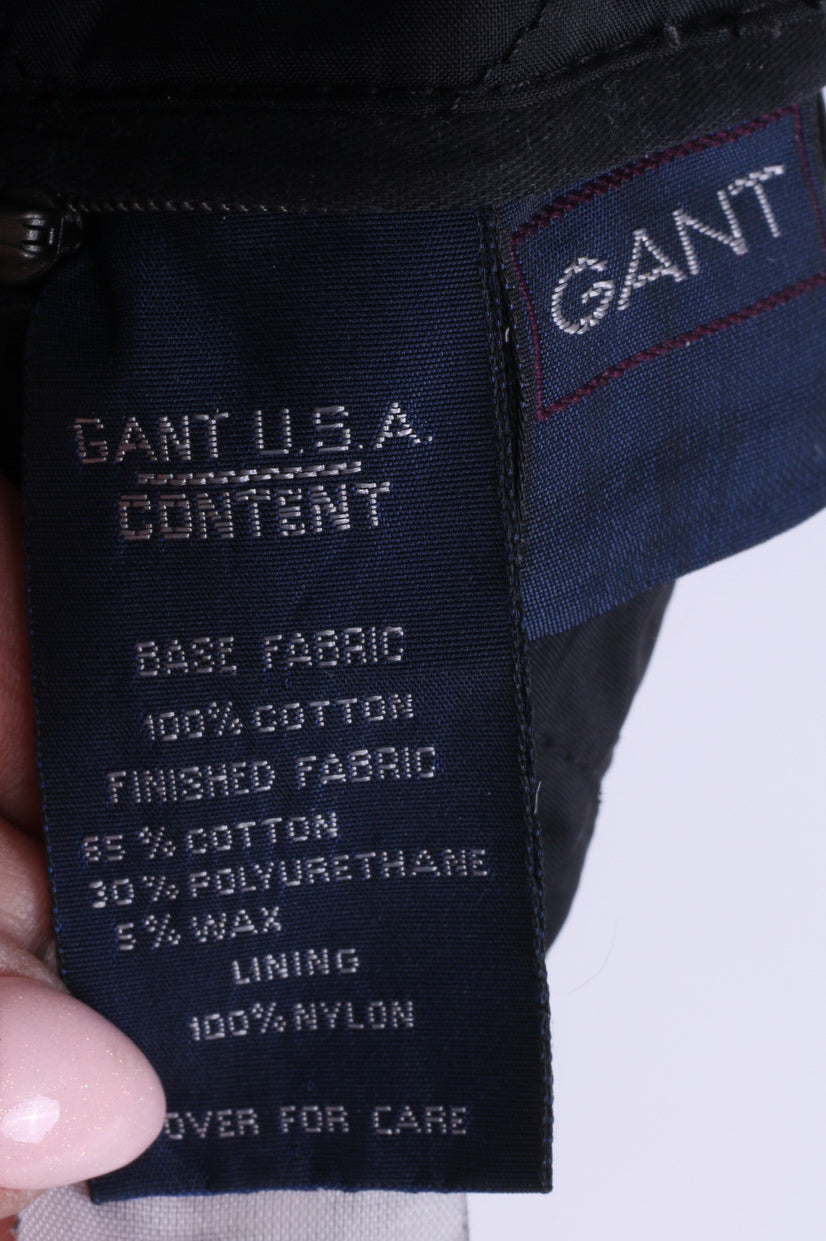 GANT
GANT U.S.A.
CONTENT
BASE FABRIC
100% COTTON
FINISHED FABRIC
65 % COTTON
30% POLYURETHANE
5% WAX
LINING
100% NYLON
OVER FOR CARE